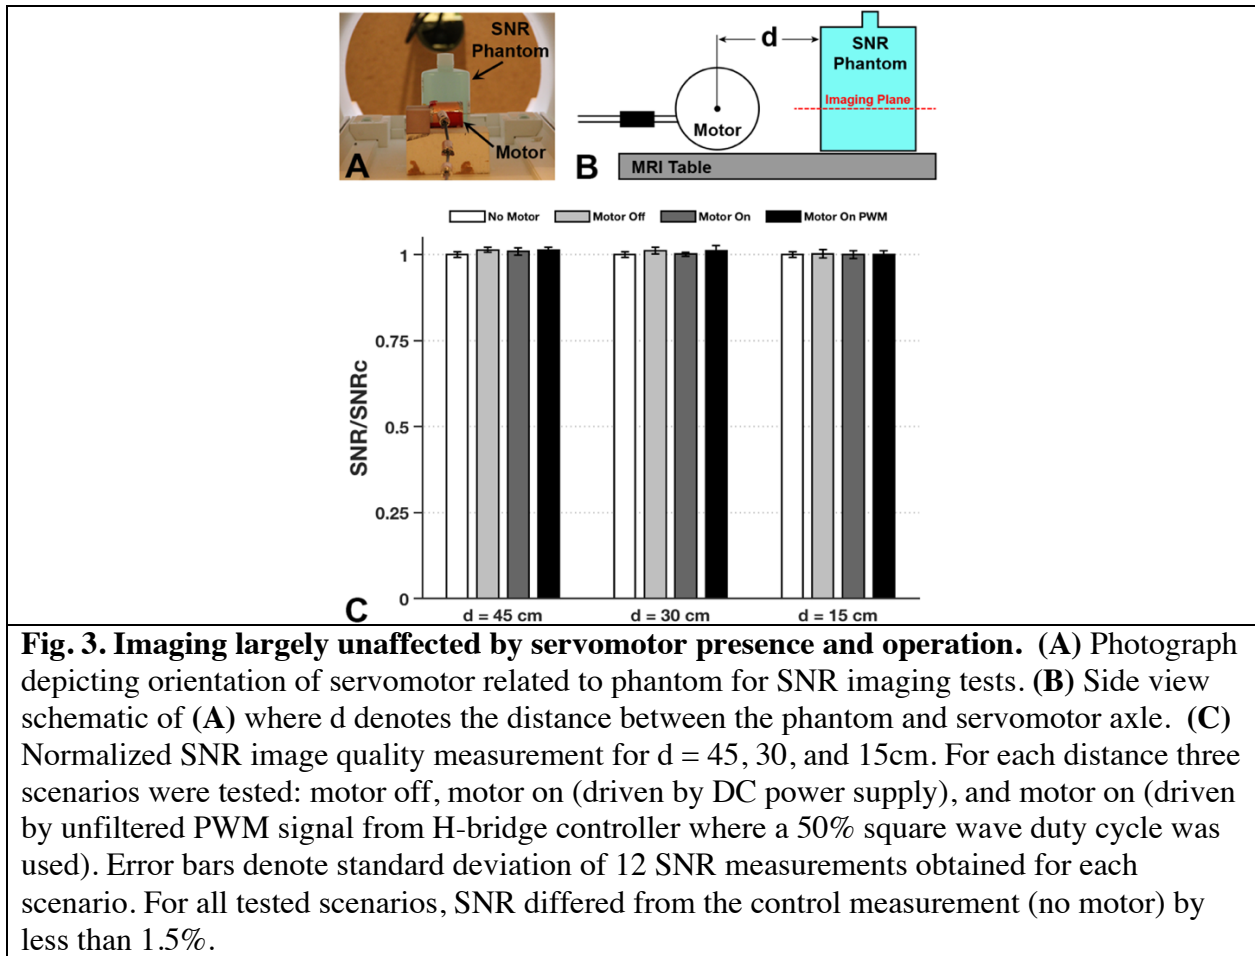 SNR
Phantom
Motor
A
d
SNR
Phantom
Imaging Plane
Motor
MRI Table
B
No Motor Motor Off Motor On Motor On PWM
1
0.75
0.5
0.25
0
SNR/SNRc
d = 45 cm d = 30 cm d = 15 cm
C
Fig. 3. Imaging largely unaffected by servomotor presence and operation. (A) Photograph
depicting orientation of servomotor related to phantom for SNR imaging tests. (B) Side view
schematic of (A) where d denotes the distance between the phantom and servomotor axle. (C)
Normalized SNR image quality measurement for d = 45, 30, and 15cm. For each distance three
scenarios were tested: motor off, motor on (driven by DC power supply), and motor on (driven
by unfiltered PWM signal from H-bridge controller where a 50% square wave duty cycle was
used). Error bars denote standard deviation of 12 SNR measurements obtained for each
scenario. For all tested scenarios, SNR differed from the control measurement (no motor) by
less than 1.5%.